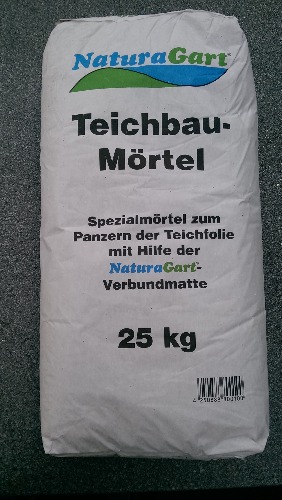 NaturaGart
Teichbau-
Mörtel
Spezialmörtel zum
Panzern der Teichfolie
mit Hilfe der
NaturaGart-
Verbundmatte
25 kg